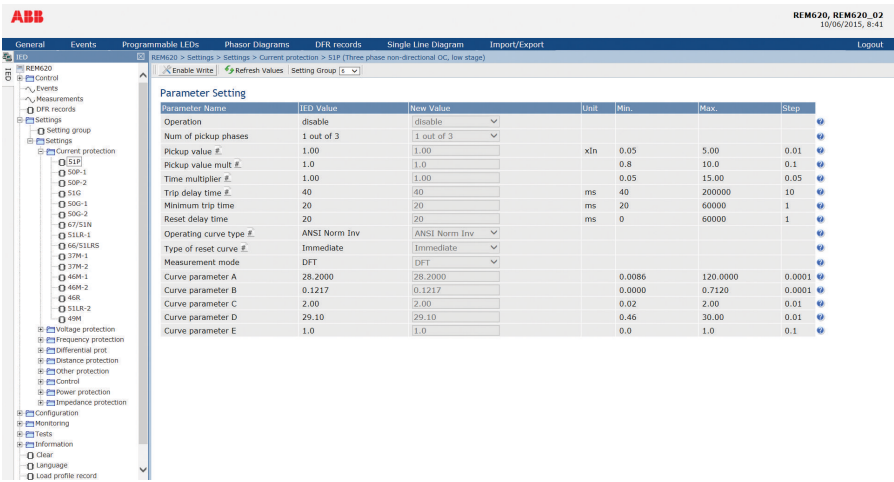 ABB
REM620, REM620_02
10/06/2015, 8:41
General Events Programmable LEDs Phasor Diagrams DFR records Single Line Diagram Import/Export Logout
IED
REM620 > Settings > Settings > Current protection > 51P (Three phase non-directional OC, low stage)
Enable Write Refresh Values Setting Group 6
IED
REM620
Control
Events
Measurements
DFR records
Settings
Setting group
Settings
Current protection
51P
50P-1
50P-2
51G
50G-1
50G-2
67/51N
51LR-1
66/51LRS
37M-1
37M-2
46M-1
46M-2
46R
51LR-2
49M
Voltage protection
Frequency protection
Differential prot
Distance protection
Other protection
Control
Power protection
Impedance protection
Configuration
Monitoring
Tests
Information
Clear
Language
Load profile record
Parameter Setting
Parameter Name IED Value New Value Unit Min. Max. Step
Operation disable disable
Num of pickup phases 1 out of 3 1 out of 3
Pickup value # 1.00 1.00 xIn 0.05 5.00 0.01
Pickup value mult # 1.0 1.0 0.8 10.0 0.1
Time multiplier # 1.00 1.00 0.05 15.00 0.05
Trip delay time # 40 40 ms 40 200000 10
Minimum trip time 20 20 ms 20 60000 1
Reset delay time 20 20 ms 0 60000 1
Operating curve type # ANSI Norm Inv ANSI Norm Inv
Type of reset curve # Immediate Immediate
Measurement mode DFT DFT
Curve parameter A 28.2000 28.2000 0.0086 120.0000 0.0001
Curve parameter B 0.1217 0.1217 0.0000 0.7120 0.0001
Curve parameter C 2.00 2.00 0.02 2.00 0.01
Curve parameter D 29.10 29.10 0.46 30.00 0.01
Curve parameter E 1.0 1.0 0.0 1.0 0.1